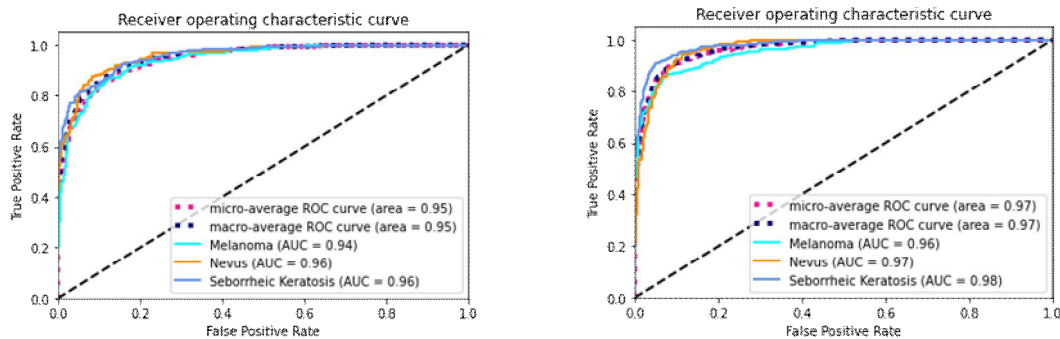 Receiver operating characteristic curve
1.0
0.8
0.6
0.4
0.2
0.0
True Positive Rate
micro-average ROC curve (area = 0.95)
macro-average ROC curve (area = 0.95)
Melanoma (AUC = 0.94)
Nevus (AUC = 0.96)
Seborrheic Keratosis (AUC = 0.96)
0.0 0.2 0.4 0.6 0.8 1.0
False Positive Rate
Receiver operating characteristic curve
1.0
0.8
0.6
0.4
0.2
0.0
True Positive Rate
micro-average ROC curve (area = 0.97)
macro-average ROC curve (area = 0.97)
Melanoma (AUC = 0.96)
Nevus (AUC = 0.97)
Seborrheic Keratosis (AUC = 0.98)
0.0 0.2 0.4 0.6 0.8 1.0
False Positive Rate